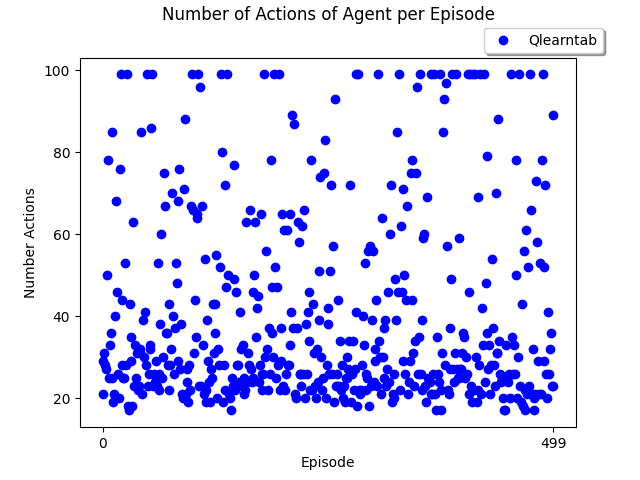 Number of Actions of Agent per Episode
Qlearntab
100
80
60
40
20
Number Actions
0
499
Episode